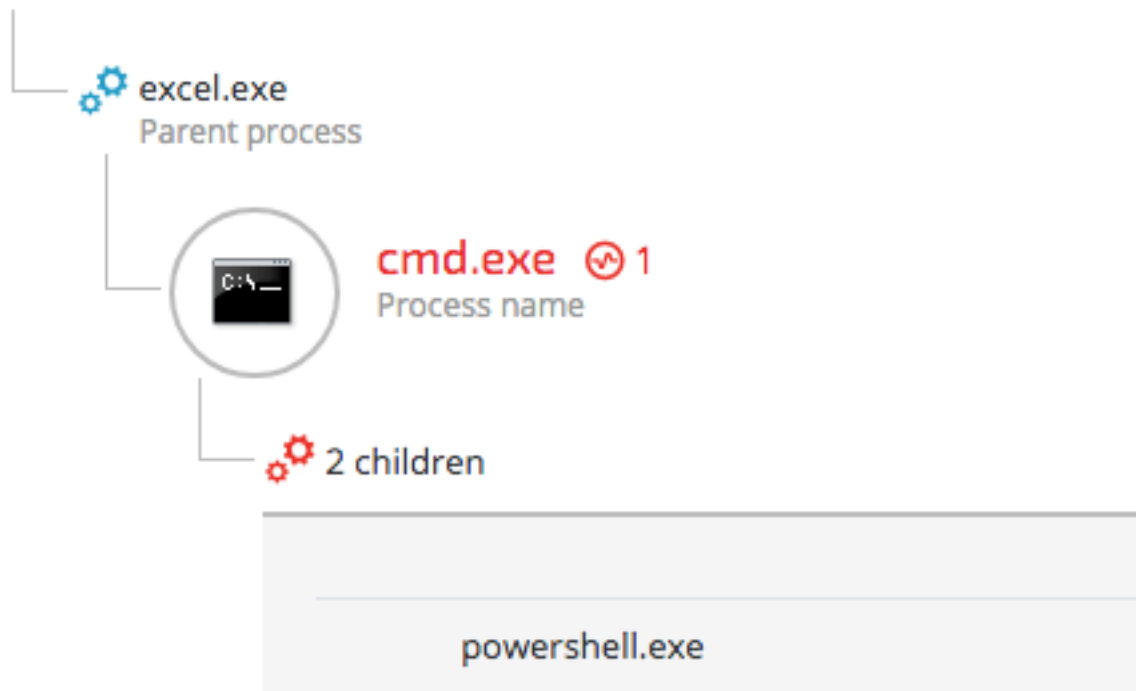 excel.exe
Parent process
C:\_
cmd.exe 1
Process name
2 children
powershell.exe